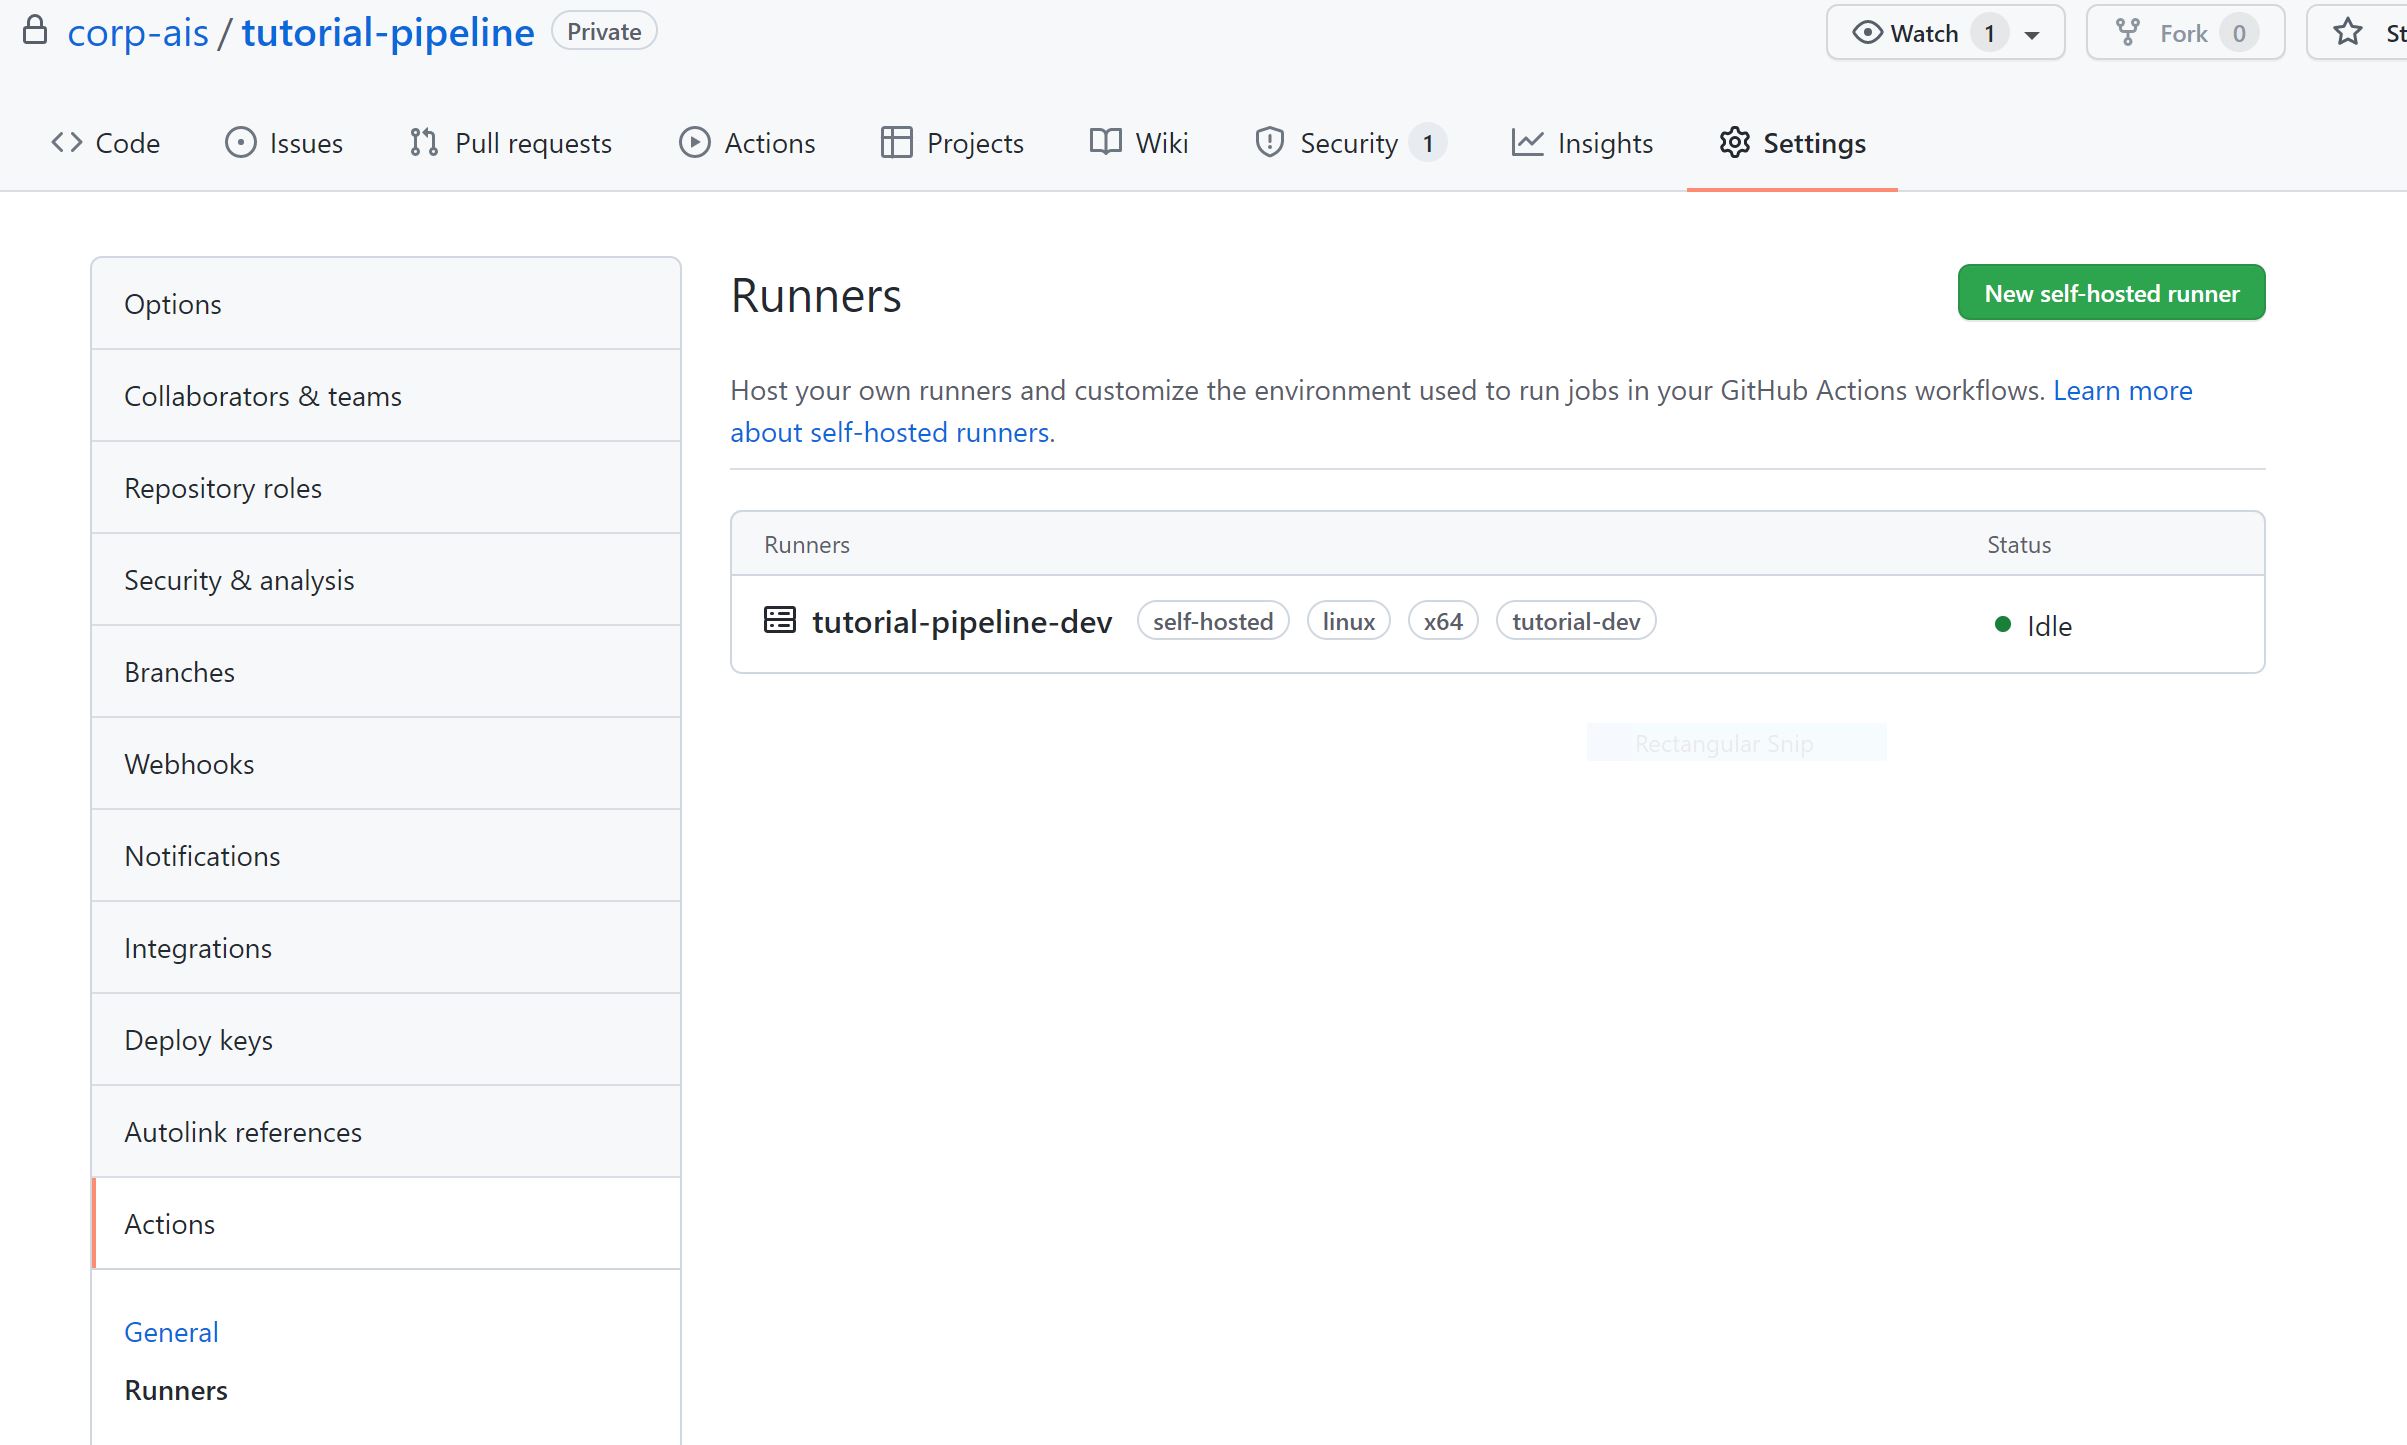 corp-ais / tutorial-pipeline Private Watch 1 Fork 0 St
Code Issues Pull requests Actions Projects Wiki Security 1 Insights Settings
Options
Collaborators & teams
Repository roles
Security & analysis
Branches
Webhooks
Notifications
Integrations
Deploy keys
Autolink references
Actions
General
Runners
Runners New self-hosted runner
Host your own runners and customize the environment used to run jobs in your GitHub Actions workflows. Learn more
about self-hosted runners.
Runners Status
tutorial-pipeline-dev self-hosted linux x64 tutorial-dev Idle
Rectangular Snip